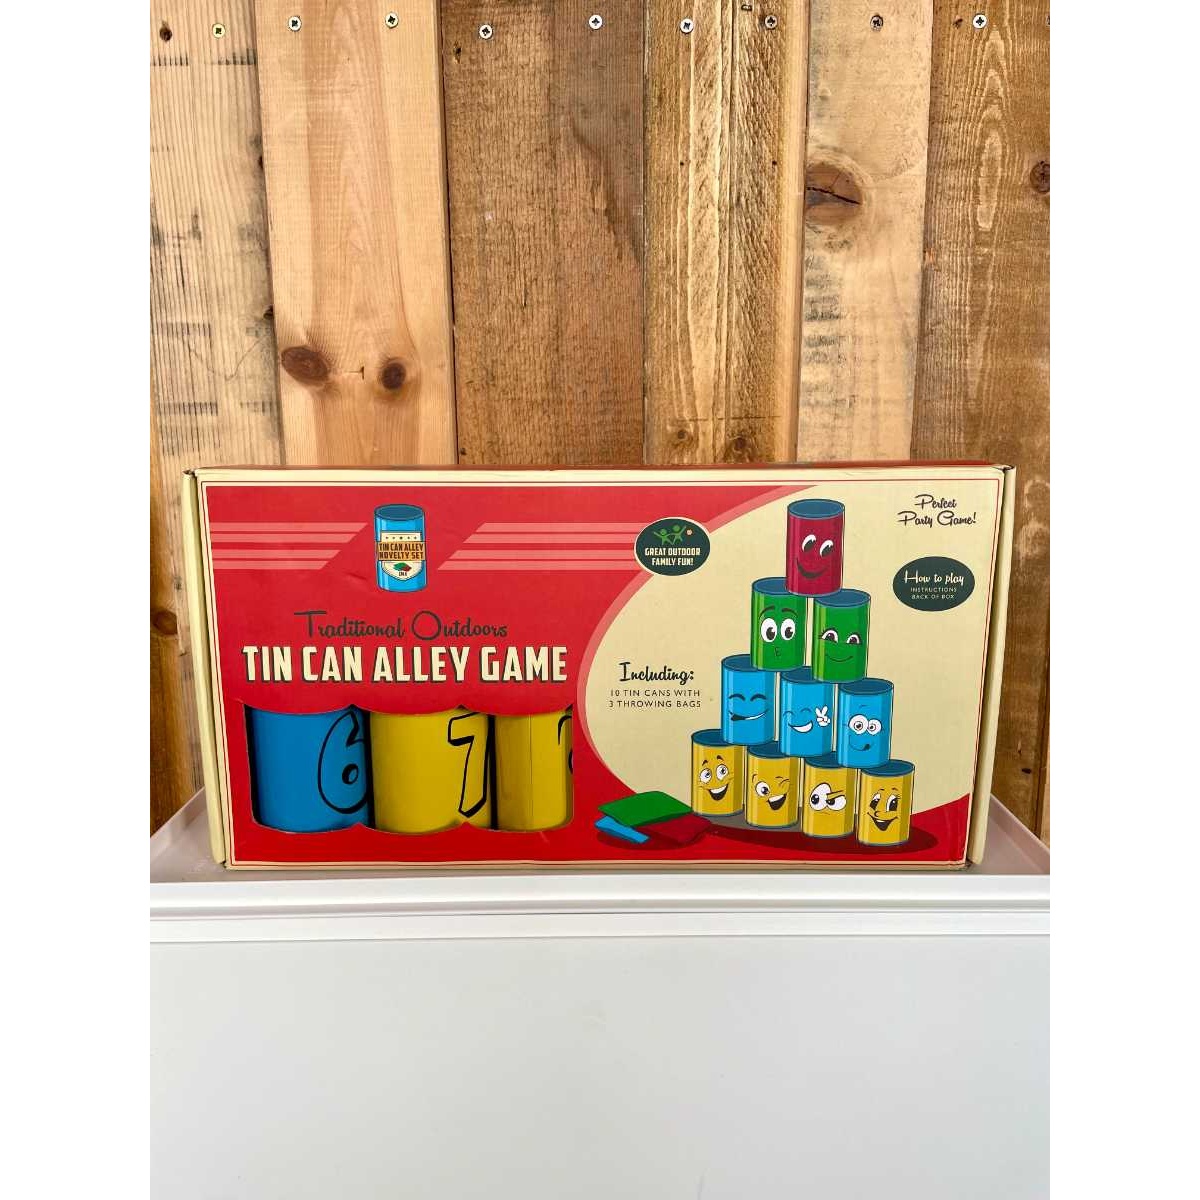 TIN CAN ALLEY
NOVELTY SET
Traditional Outdoors
TIN CAN ALLEY GAME
6
7
GREAT OUTDOOR
FAMILY FUN!
Including:
10 TIN CANS WITH
3 THROWING BAGS
Perfect
Party Game!
How to play
INSTRUCTIONS
BACK OF BOX